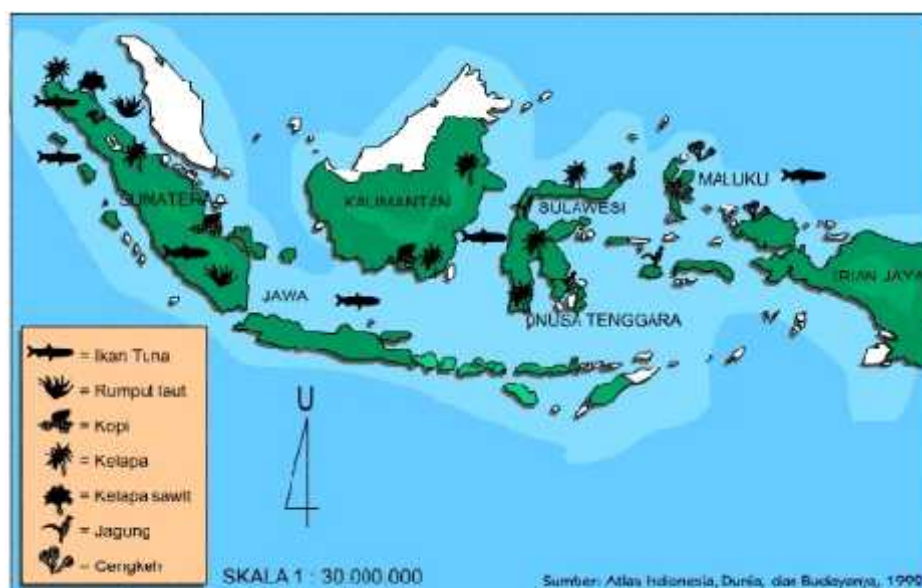 SUMATERA
KALIMANTAN
SULAWESI
MALUKU
IRIAN JAYA
JAWA
NUSA TENGGARA
= Ikan Tuna
= Rumput laut
= Kopi
= Kelapa
= Kelapa sawit
= Jagung
= Cengkeh
U
SKALA 1 : 30.000.000
Sumber: Atlas Indonesia, Dunia, dan Budayanya, 1999